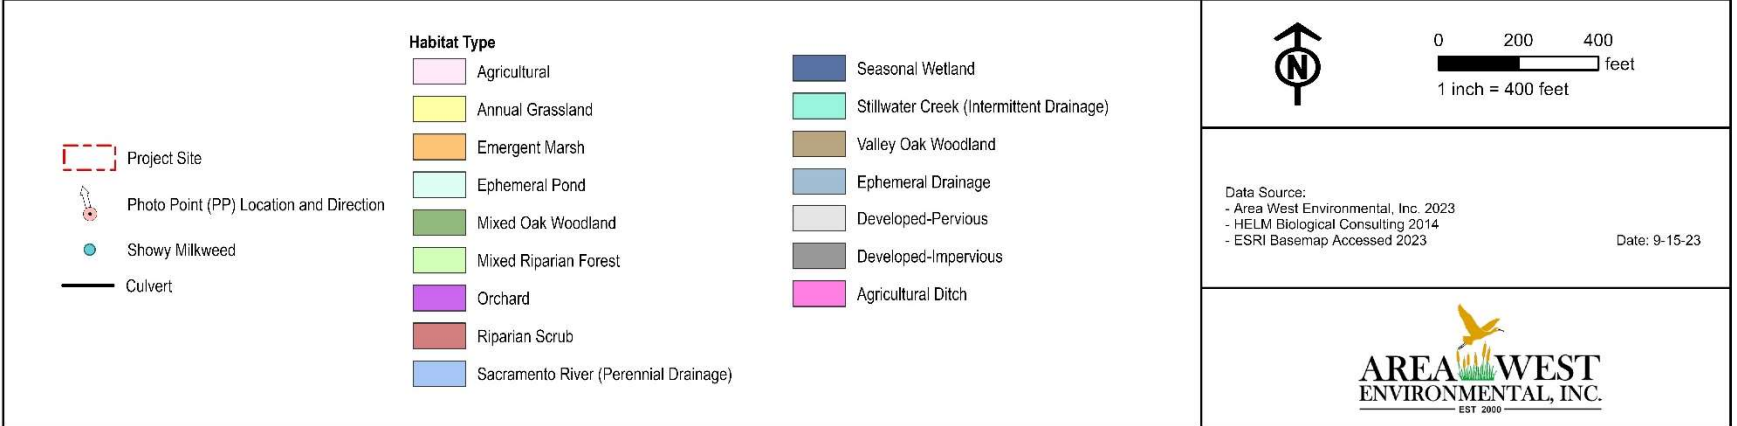 Project Site
Photo Point (PP) Location and Direction
Showy Milkweed
Culvert
Habitat Type
Agricultural
Annual Grassland
Emergent Marsh
Ephemeral Pond
Mixed Oak Woodland
Mixed Riparian Forest
Orchard
Riparian Scrub
Sacramento River (Perennial Drainage)
Seasonal Wetland
Stillwater Creek (Intermittent Drainage)
Valley Oak Woodland
Ephemeral Drainage
Developed-Pervious
Developed-Impervious
Agricultural Ditch
N
0 200 400
feet
1 inch = 400 feet
Data Source:
- Area West Environmental, Inc. 2023
- HELM Biological Consulting 2014
- ESRI Basemap Accessed 2023
Date: 9-15-23
AREA WEST
ENVIRONMENTAL, INC.
EST 2000